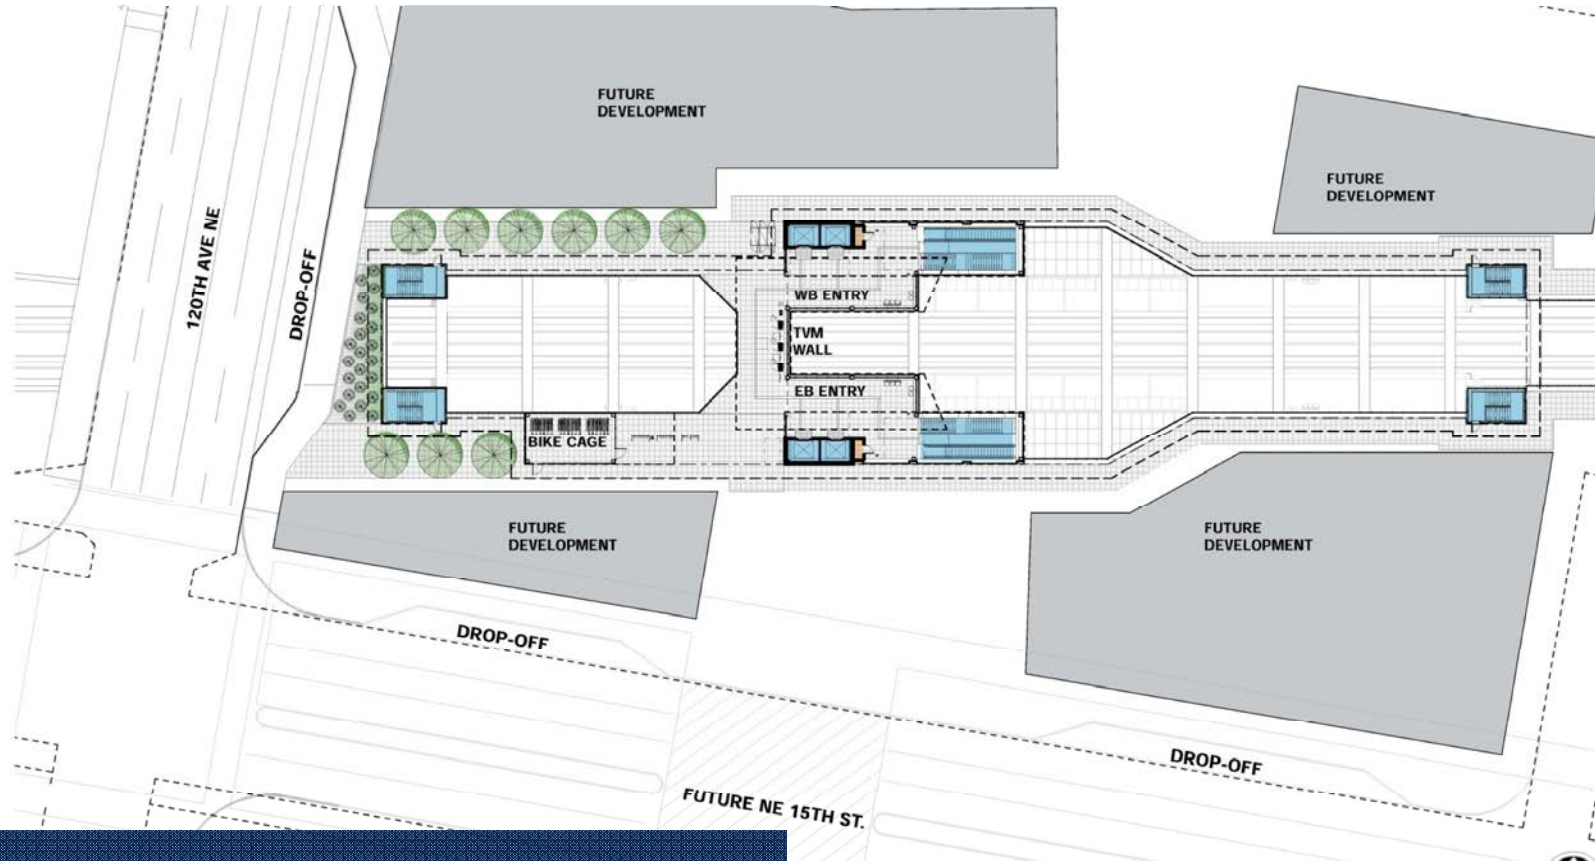 FUTURE
DEVELOPMENT
FUTURE
DEVELOPMENT
120TH AVE NE
DROP-OFF
WB ENTRY
TVM
WALL
EB ENTRY
BIKE CAGE
FUTURE
DEVELOPMENT
FUTURE
DEVELOPMENT
DROP-OFF
DROP-OFF
FUTURE NE 15TH ST.